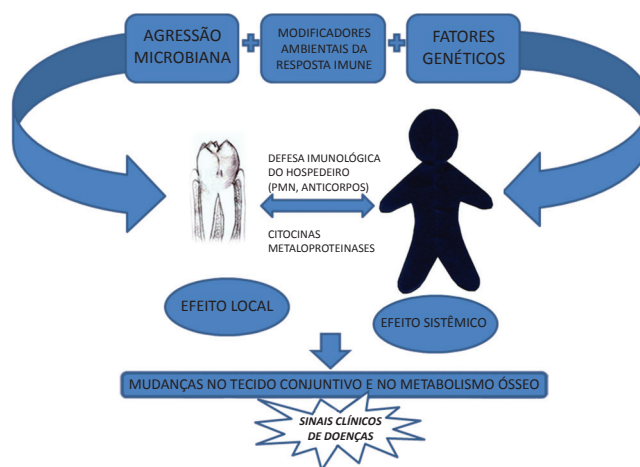 AGRESSÃO
MICROBIANA
MODIFICADORES
AMBIENTAIS DA
RESPOSTA IMUNE
FATORES
GENÉTICOS
DEFESA IMUNOLÓGICA
DO HOSPEDEIRO
(PMN, ANTICORPOS)
CITOCINAS
METALOPROTEINASES
EFEITO LOCAL
EFEITO SISTÊMICO
MUDANÇAS NO TECIDO CONJUNTIVO E NO METABOLISMO ÓSSEO
SINAIS CLÍNICOS
DE DOENÇAS